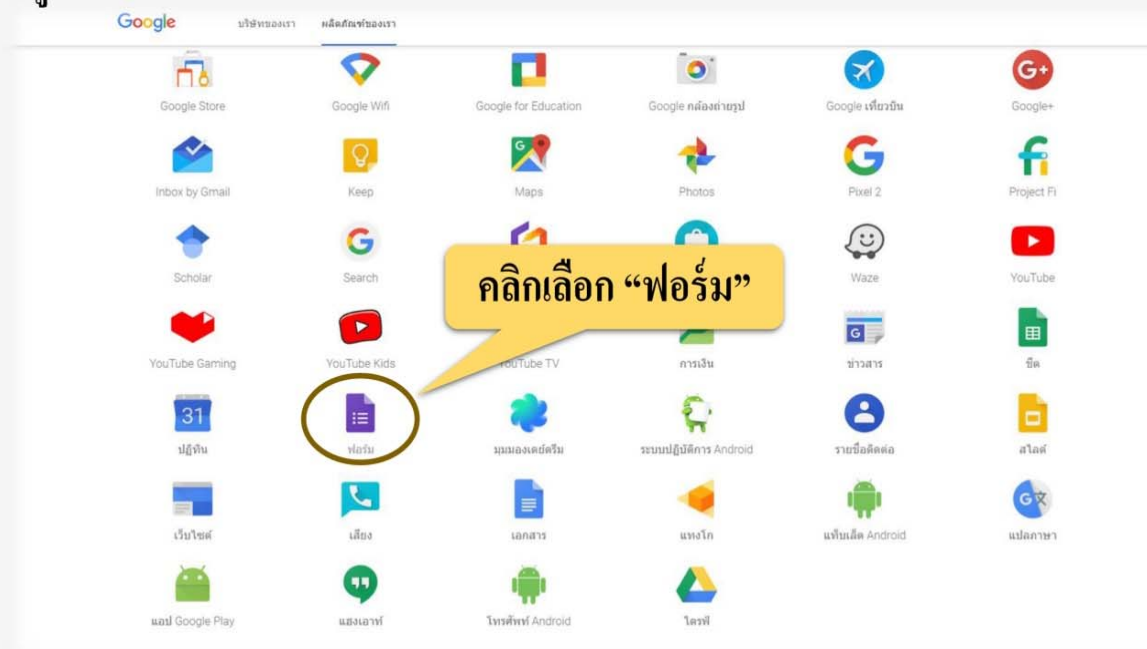 Google บริษัทของเรา ผลิตภัณฑ์ของเรา
Google Store Google Wifi Google for Education Google กล้องถ่ายรูป Google เที่ยวบิน Google+
Inbox by Gmail Keep Maps Photos Pixel 2 Project Fi
Scholar Search Waze YouTube
คลิกเลือก “ฟอร์ม”
YouTube Gaming YouTube Kids YouTube TV การเงิน ข่าวสาร ชีต
31
ปฏิทิน ฟอร์ม มุมมองเดย์ดรีม ระบบปฏิบัติการ Android รายชื่อติดต่อ สไลด์
เว็บไซต์ เสียง เอกสาร แทงโก แท็บเล็ต Android แปลภาษา
แอป Google Play แฮงเอาท์ โทรศัพท์ Android ไดรฟ์